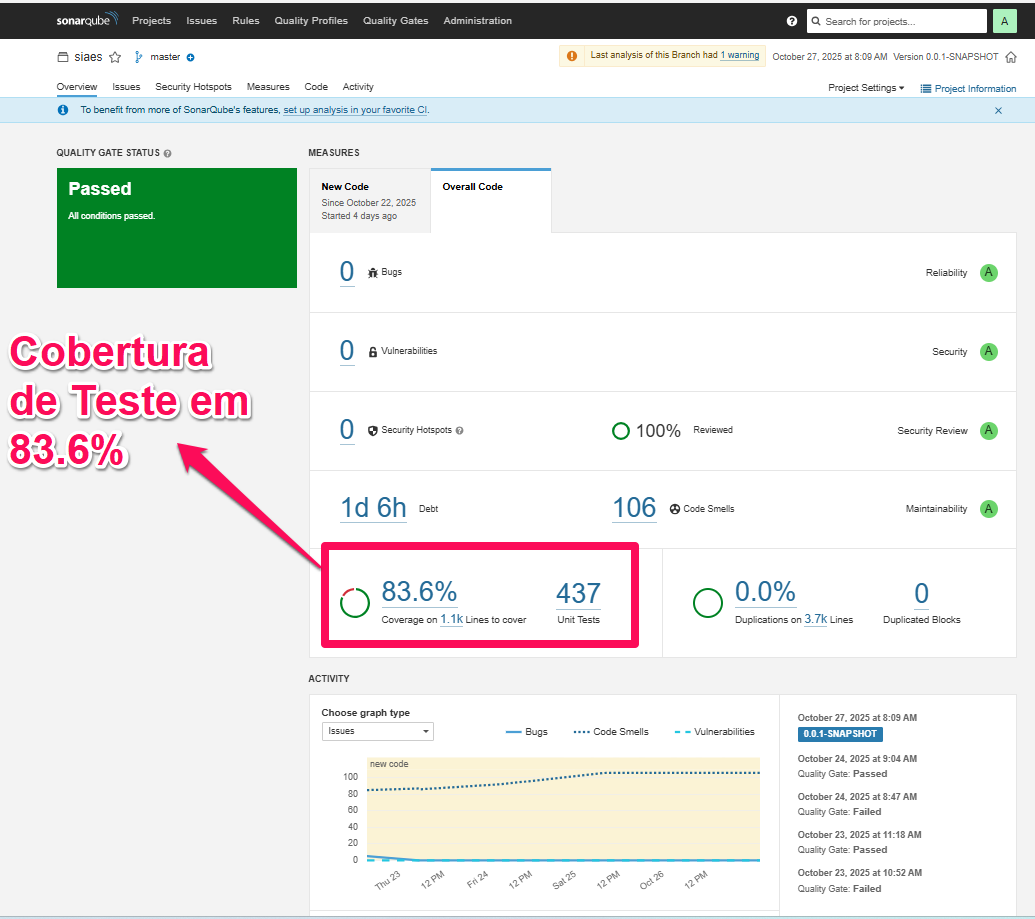 sonarqube Projects Issues Rules Quality Profiles Quality Gates Administration ? Search for projects... A
siaes master Last analysis of this Branch had 1 warning October 27, 2025 at 8:09 AM Version 0.0.1-SNAPSHOT
Overview Issues Security Hotspots Measures Code Activity Project Settings Project Information
To benefit from more of SonarQube's features, set up analysis in your favorite CI.
QUALITY GATE STATUS ?
Passed
All conditions passed.
MEASURES
New Code
Since October 22, 2025
Started 4 days ago
Overall Code
0 Bugs Reliability A
0 Vulnerabilities Security A
0 Security Hotspots ? 100% Reviewed Security Review A
1d 6h Debt 106 Code Smells Maintainability A
Cobertura
de Teste em
83.6%
83.6%
Coverage on 1.1k Lines to cover
437
Unit Tests
0.0%
Duplications on 3.7k Lines
0
Duplicated Blocks
ACTIVITY
Choose graph type
Issues
Bugs Code Smells Vulnerabilities
new code
100
80
60
40
20
0
Thu 23 12 PM Fri 24 12 PM Sat 25 12 PM Oct 26 12 PM
October 27, 2025 at 8:09 AM
0.0.1-SNAPSHOT
October 24, 2025 at 9:04 AM
Quality Gate: Passed
October 24, 2025 at 8:47 AM
Quality Gate: Failed
October 23, 2025 at 11:18 AM
Quality Gate: Passed
October 23, 2025 at 10:52 AM
Quality Gate: Failed